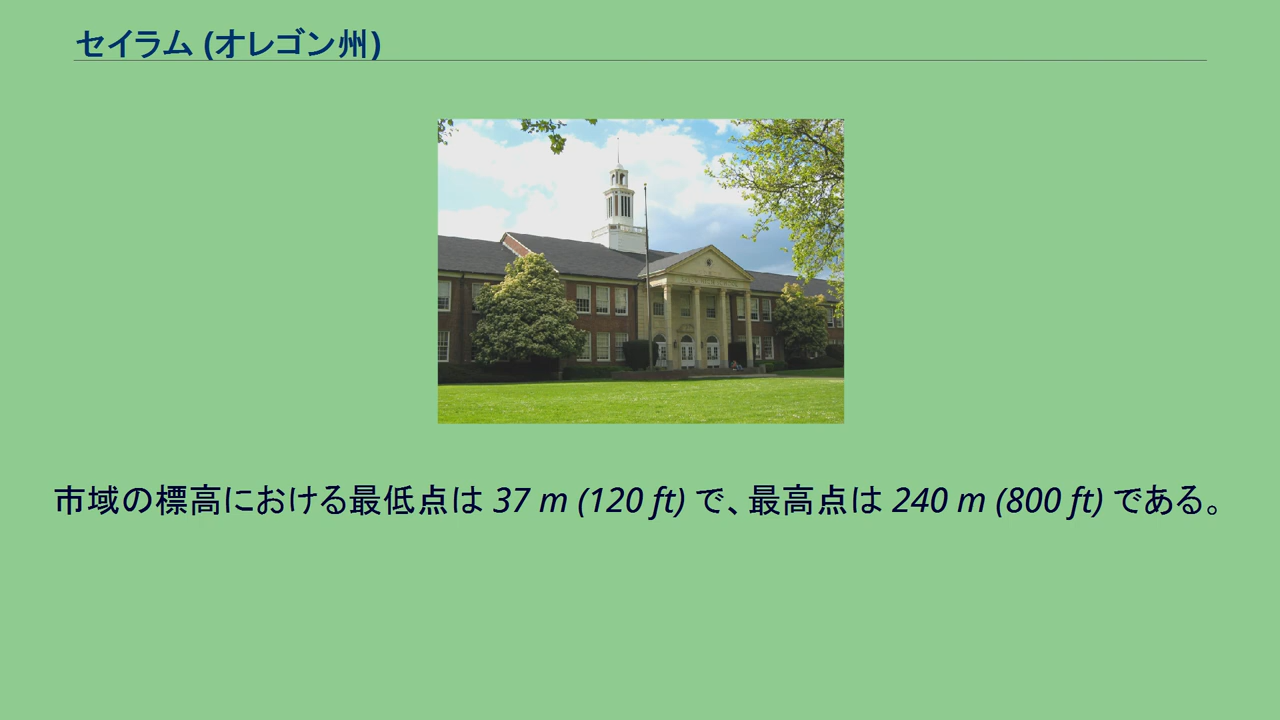 セイラム (オレゴン州)
市域の標高における最低点は 37 m (120 ft) で、最高点は 240 m (800 ft) である。